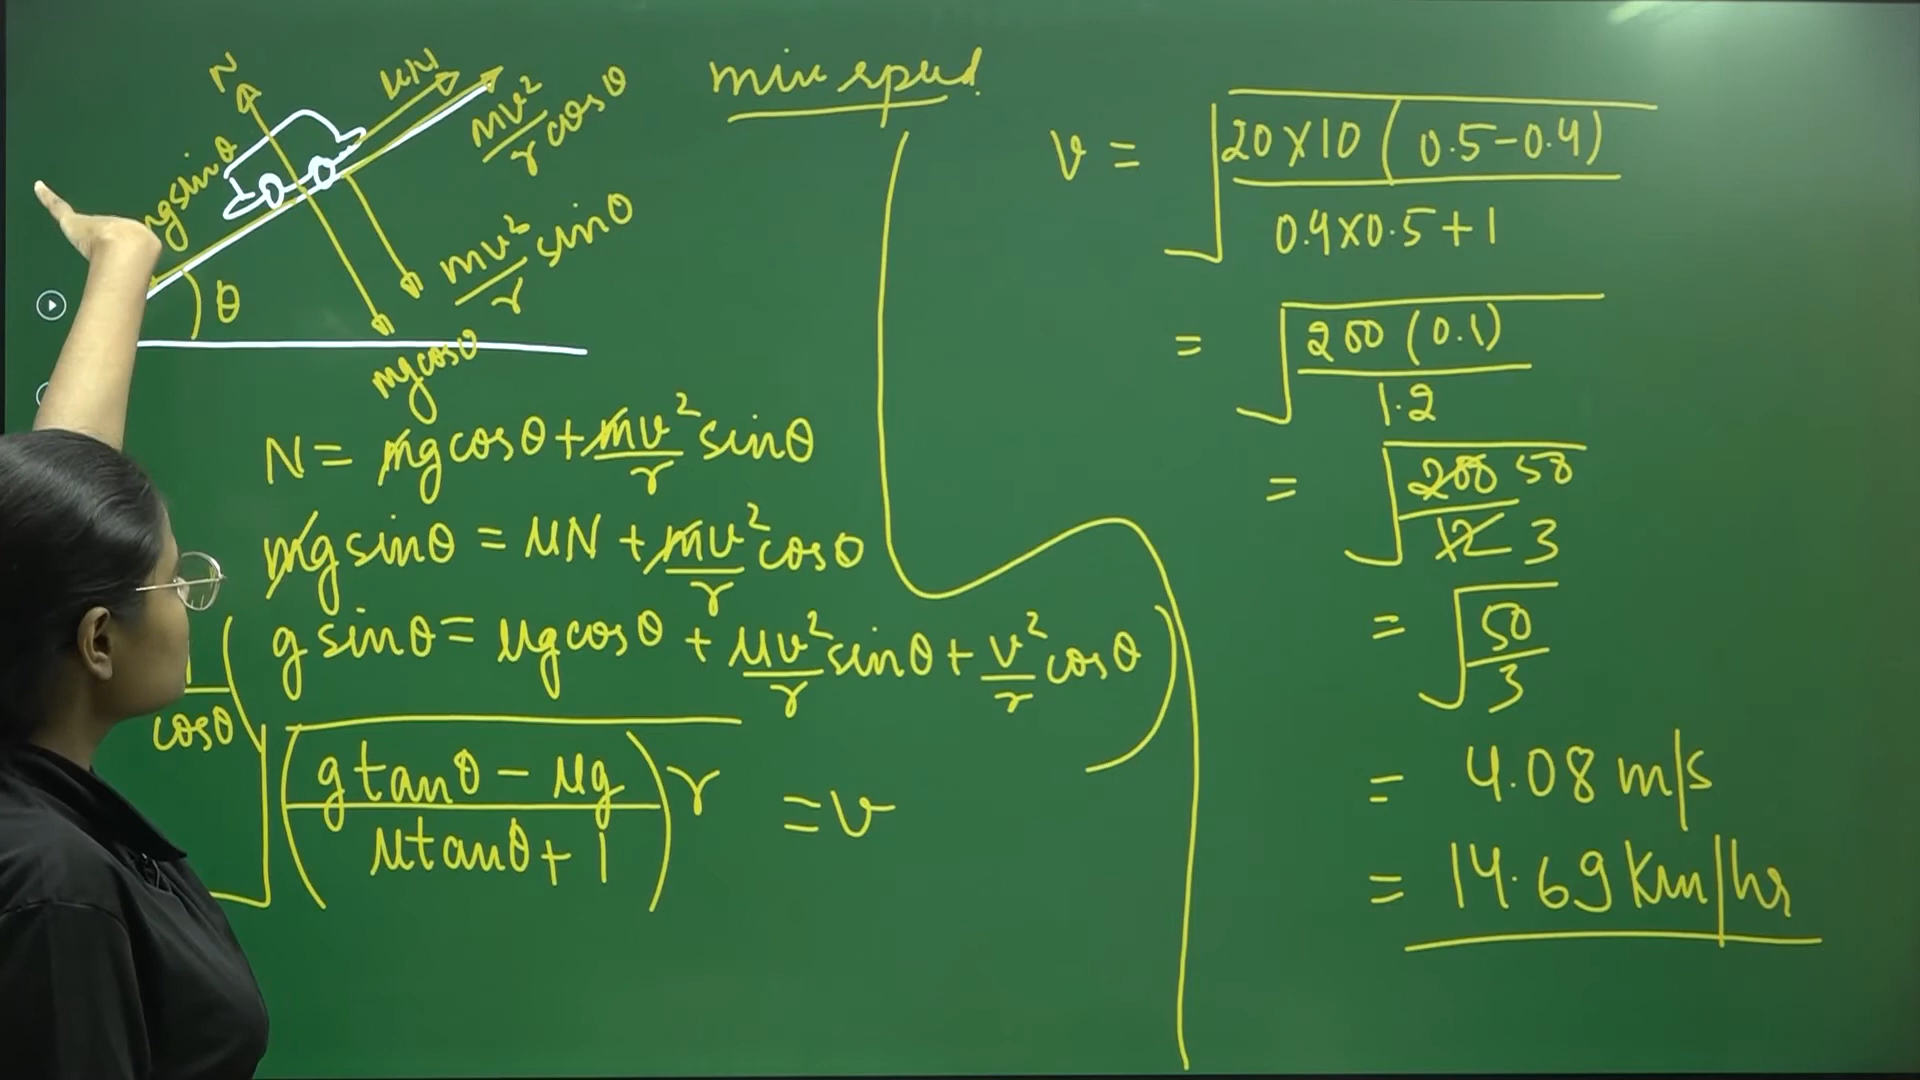 min speed
N
μN
mv²/r cosθ
mgsinθ
mv²/r sinθ
θ
mgcosθ
N = mgcosθ + mv²/r sinθ
mgsinθ = μN + mv²/r cosθ
g sinθ = μgcosθ + μv²/r sinθ + v²/r cosθ
cosθ
√((gtanθ - μg)/(μtanθ + 1)) r = v
v = √(20×10 (0.5-0.4)/(0.4×0.5+1))
= √(200 (0.1)/1.2)
= √(200 50/12 3)
= √(50/3)
= 4.08 m/s
= 14.69 Km/hr